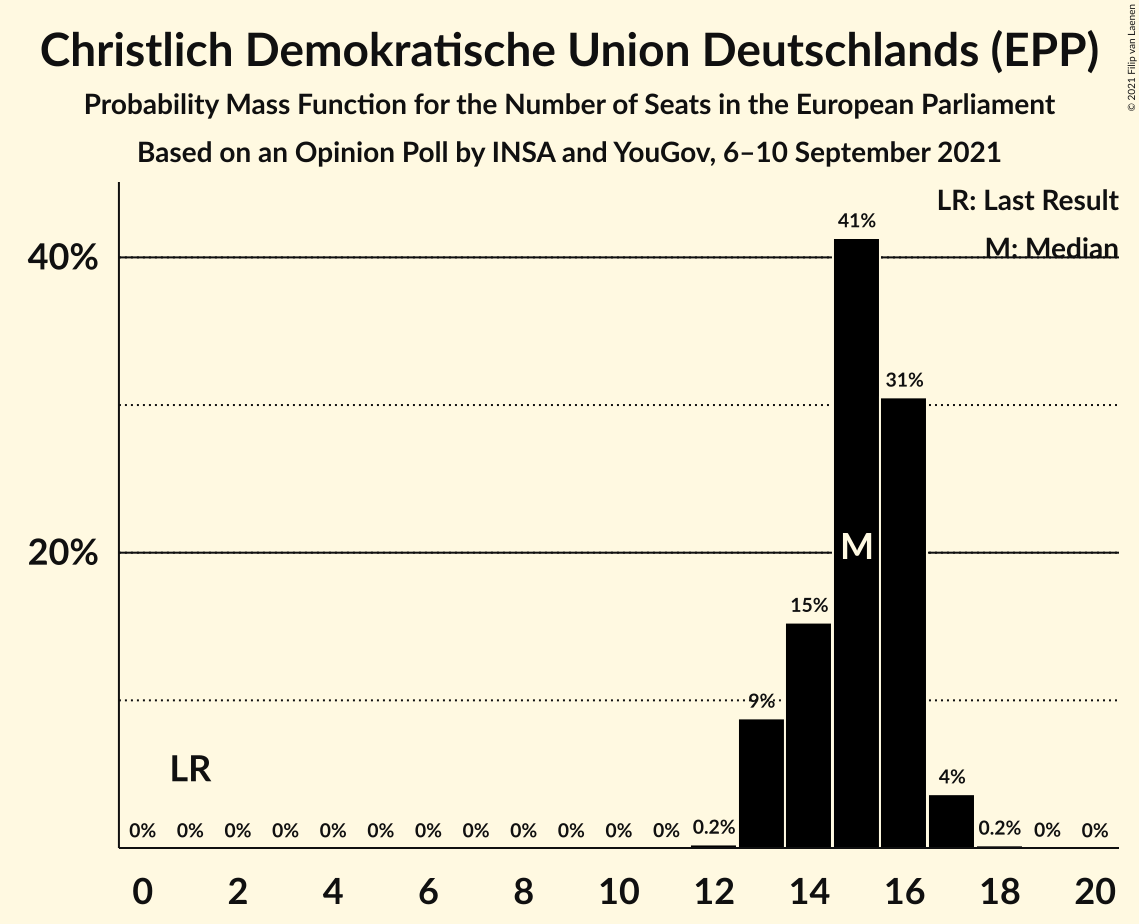 Christlich Demokratische Union Deutschlands (EPP)
Probability Mass Function for the Number of Seats in the European Parliament
Based on an Opinion Poll by INSA and YouGov, 6–10 September 2021
© 2021 Filip van Laenen
LR: Last Result
M: Median
40%
20%
41%
31%
15%
9%
4%
M
LR
0% 0% 0% 0% 0% 0% 0% 0% 0% 0% 0% 0% 0.2% 0.2% 0% 0%
0 2 4 6 8 10 12 14 16 18 20